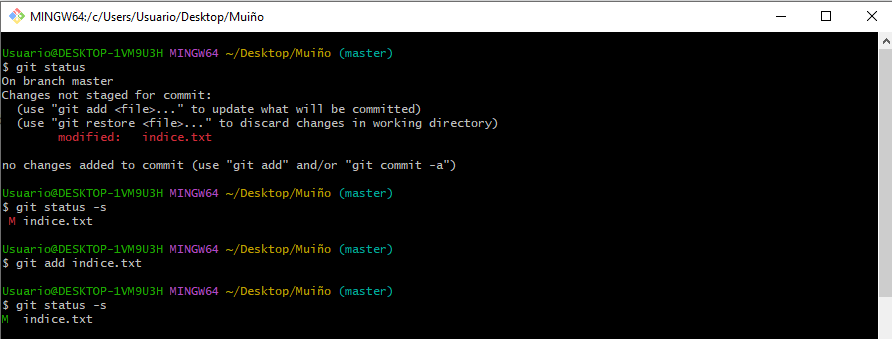 MINGW64:/c/Users/Usuario/Desktop/Muiño
Usuario@DESKTOP-1VM9U3H MINGW64 ~/Desktop/Muiño (master)
$ git status
On branch master
Changes not staged for commit:
  (use "git add <file>..." to update what will be committed)
  (use "git restore <file>..." to discard changes in working directory)
        modified:   indice.txt

no changes added to commit (use "git add" and/or "git commit -a")

Usuario@DESKTOP-1VM9U3H MINGW64 ~/Desktop/Muiño (master)
$ git status -s
 M indice.txt

Usuario@DESKTOP-1VM9U3H MINGW64 ~/Desktop/Muiño (master)
$ git add indice.txt

Usuario@DESKTOP-1VM9U3H MINGW64 ~/Desktop/Muiño (master)
$ git status -s
M  indice.txt